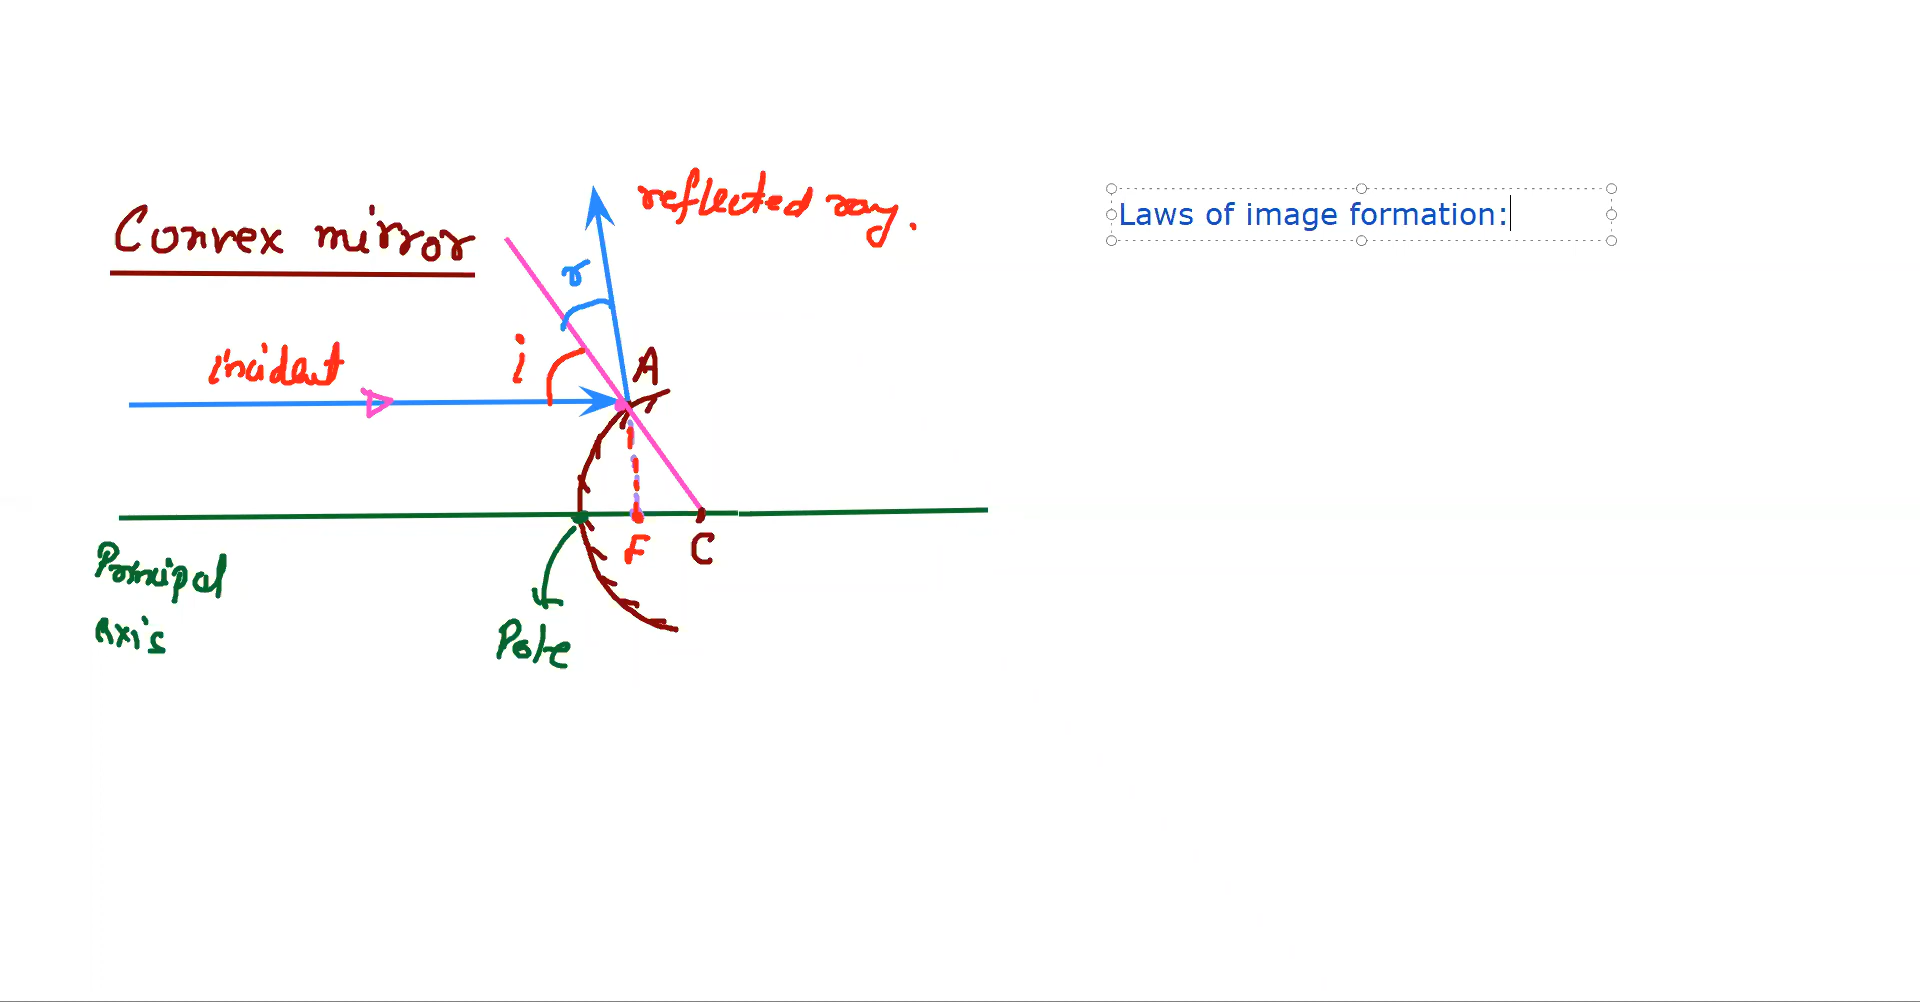 Convex mirror
reflected ray.
Laws of image formation:
r
i
incident
A
F
C
Principal
Axis
Pole